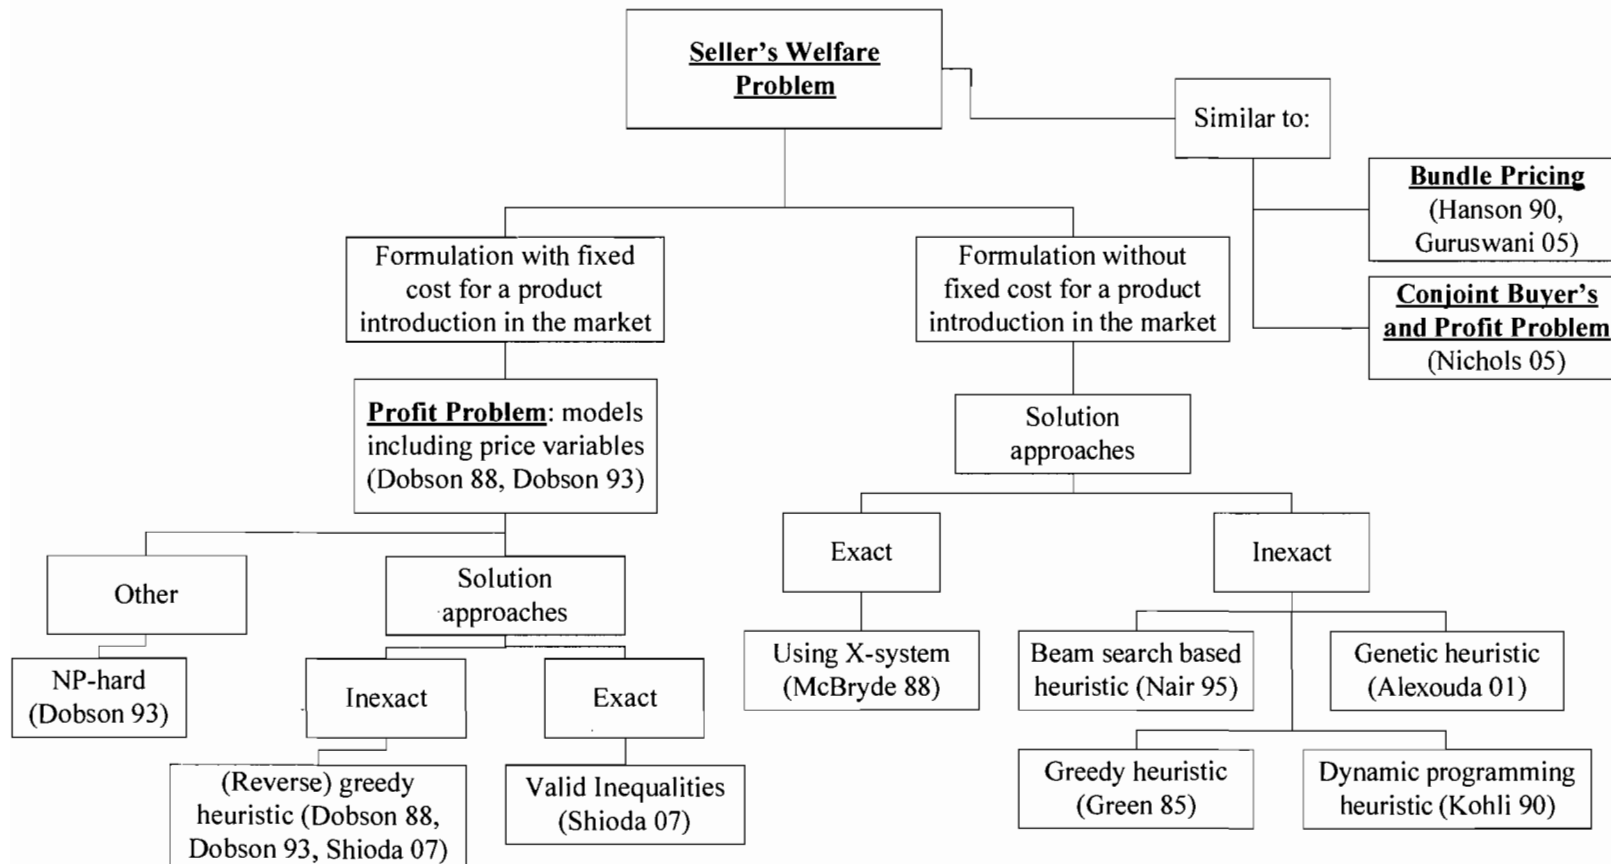 Seller's Welfare
Problem
Similar to:
Bundle Pricing
(Hanson 90,
Guruswani 05)
Conjoint Buyer's
and Profit Problem
(Nichols 05)
Formulation with fixed
cost for a product
introduction in the market
Formulation without
fixed cost for a product
introduction in the market
Profit Problem: models
including price variables
(Dobson 88, Dobson 93)
Solution
approaches
Other
Solution
approaches
Exact
Inexact
NP-hard
(Dobson 93)
Inexact
Exact
Using X-system
(McBryde 88)
Beam search based
heuristic (Nair 95)
Genetic heuristic
(Alexouda 01)
(Reverse) greedy
heuristic (Dobson 88,
Dobson 93, Shioda 07)
Valid Inequalities
(Shioda 07)
Greedy heuristic
(Green 85)
Dynamic programming
heuristic (Kohli 90)